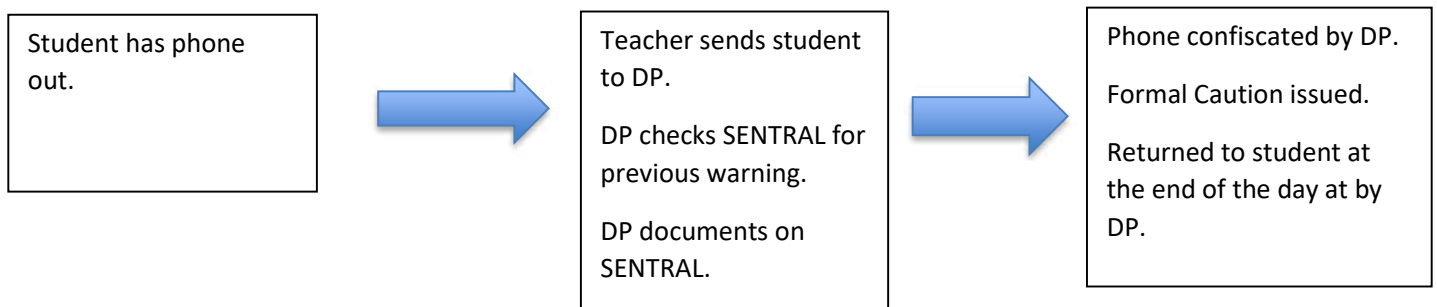 Student has phone
out.
Teacher sends student
to DP.
DP checks SENTRAL for
previous warning.
DP documents on
SENTRAL.
Phone confiscated by DP.
Formal Caution issued.
Returned to student at
the end of the day at by
DP.